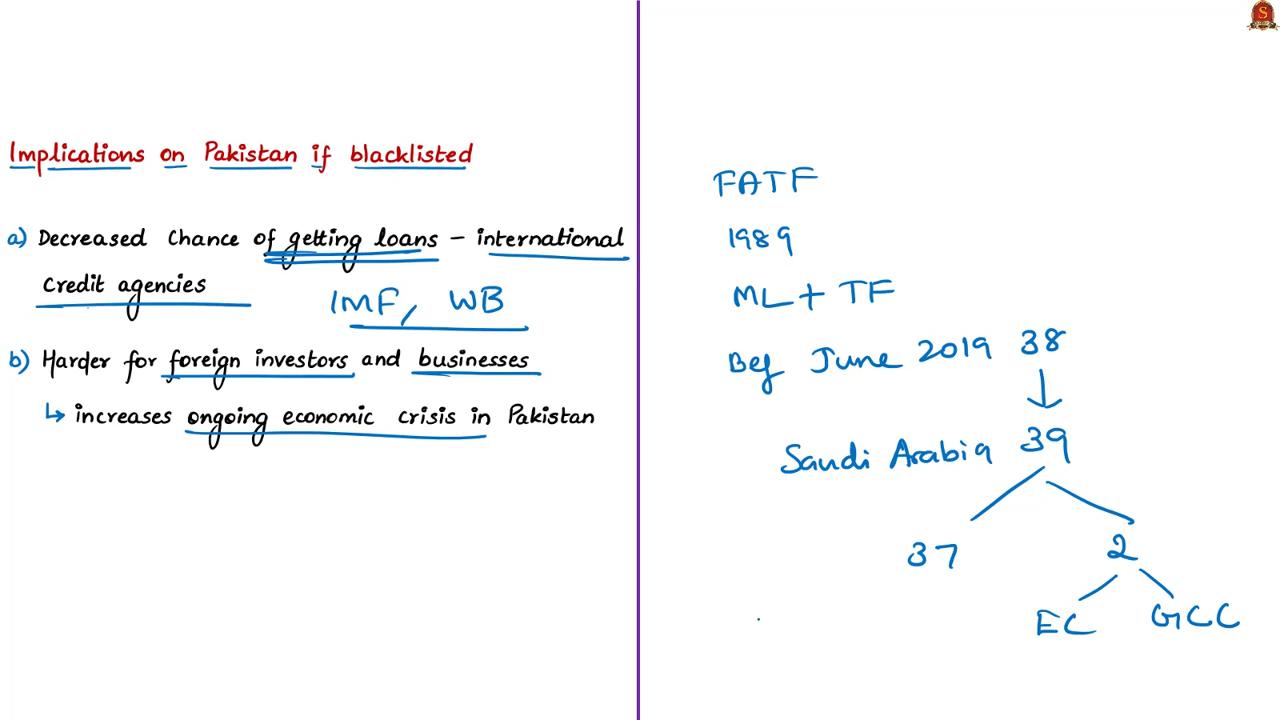 Implications on Pakistan if blacklisted
a) Decreased chance of getting loans – international
credit agencies
IMF, WB
b) Harder for foreign investors and businesses
↳ increases ongoing economic crisis in Pakistan
FATF
1989
ML + TF
Bef June 2019 38
↓
Saudi Arabia 39
37 2
EC GCC
S